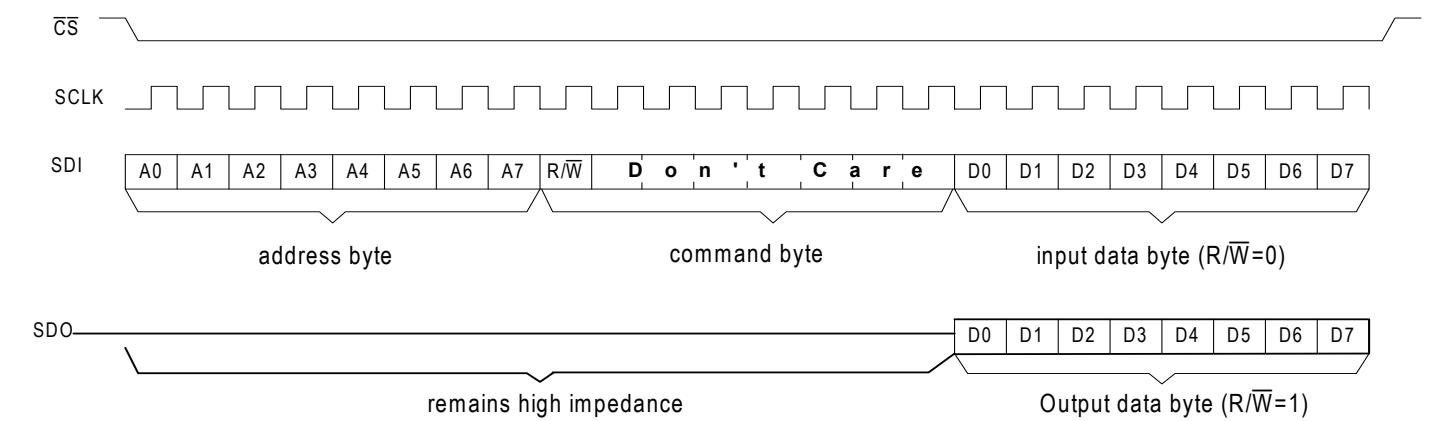 C̅S̅
SCLK
SDI A0 A1 A2 A3 A4 A5 A6 A7 R/W̅ Don't Care D0 D1 D2 D3 D4 D5 D6 D7
address byte command byte input data byte (R/W̅=0)
SDO D0 D1 D2 D3 D4 D5 D6 D7
remains high impedance Output data byte (R/W̅=1)